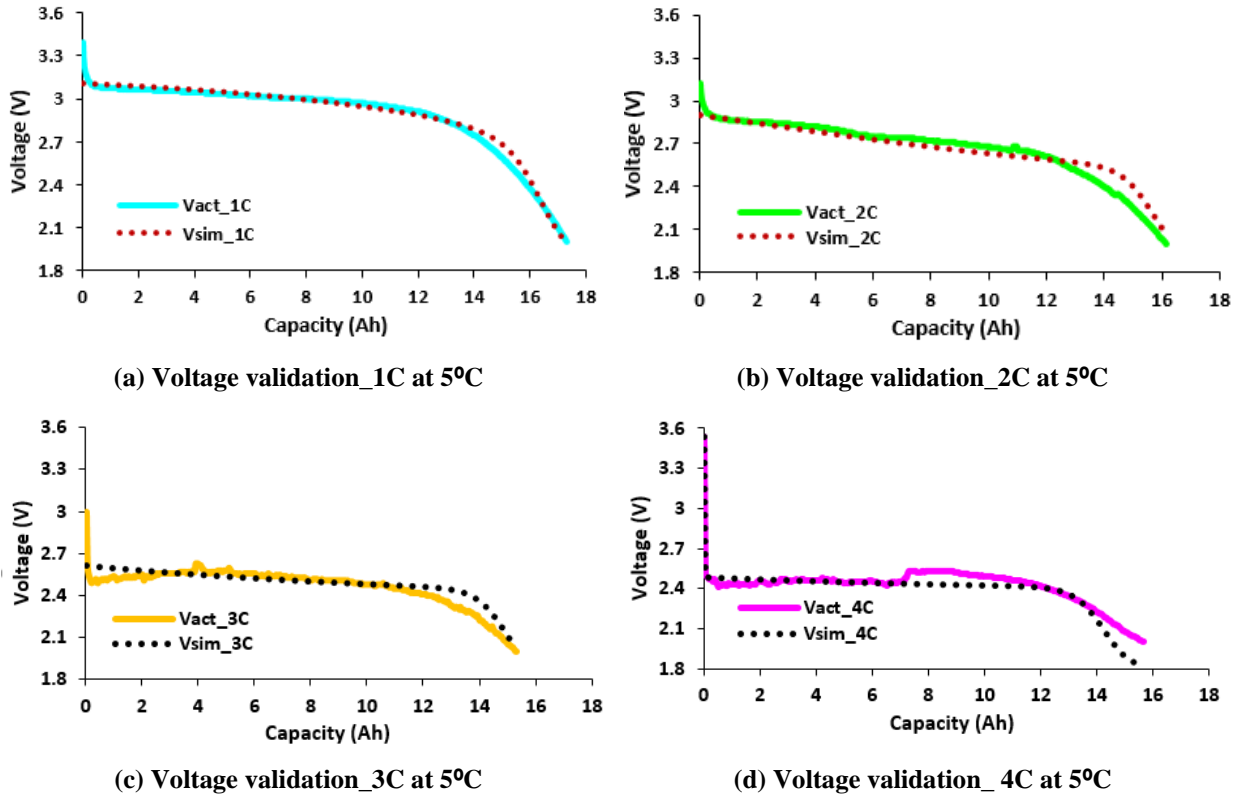 3.6
3.3
3
2.7
2.4
2.1
1.8
Voltage (V)
Vact_1C
Vsim_1C
0 2 4 6 8 10 12 14 16 18
Capacity (Ah)
(a) Voltage validation_1C at 5⁰C
3.6
3.3
3
2.7
2.4
2.1
1.8
Voltage (V)
Vact_2C
Vsim_2C
0 2 4 6 8 10 12 14 16 18
Capacity (Ah)
(b) Voltage validation_2C at 5⁰C
3.6
3.3
3
2.7
2.4
2.1
1.8
Voltage (V)
Vact_3C
Vsim_3C
0 2 4 6 8 10 12 14 16 18
Capacity (Ah)
(c) Voltage validation_3C at 5⁰C
3.6
3.3
3
2.7
2.4
2.1
1.8
Voltage (V)
Vact_4C
Vsim_4C
0 2 4 6 8 10 12 14 16 18
Capacity (Ah)
(d) Voltage validation_ 4C at 5⁰C